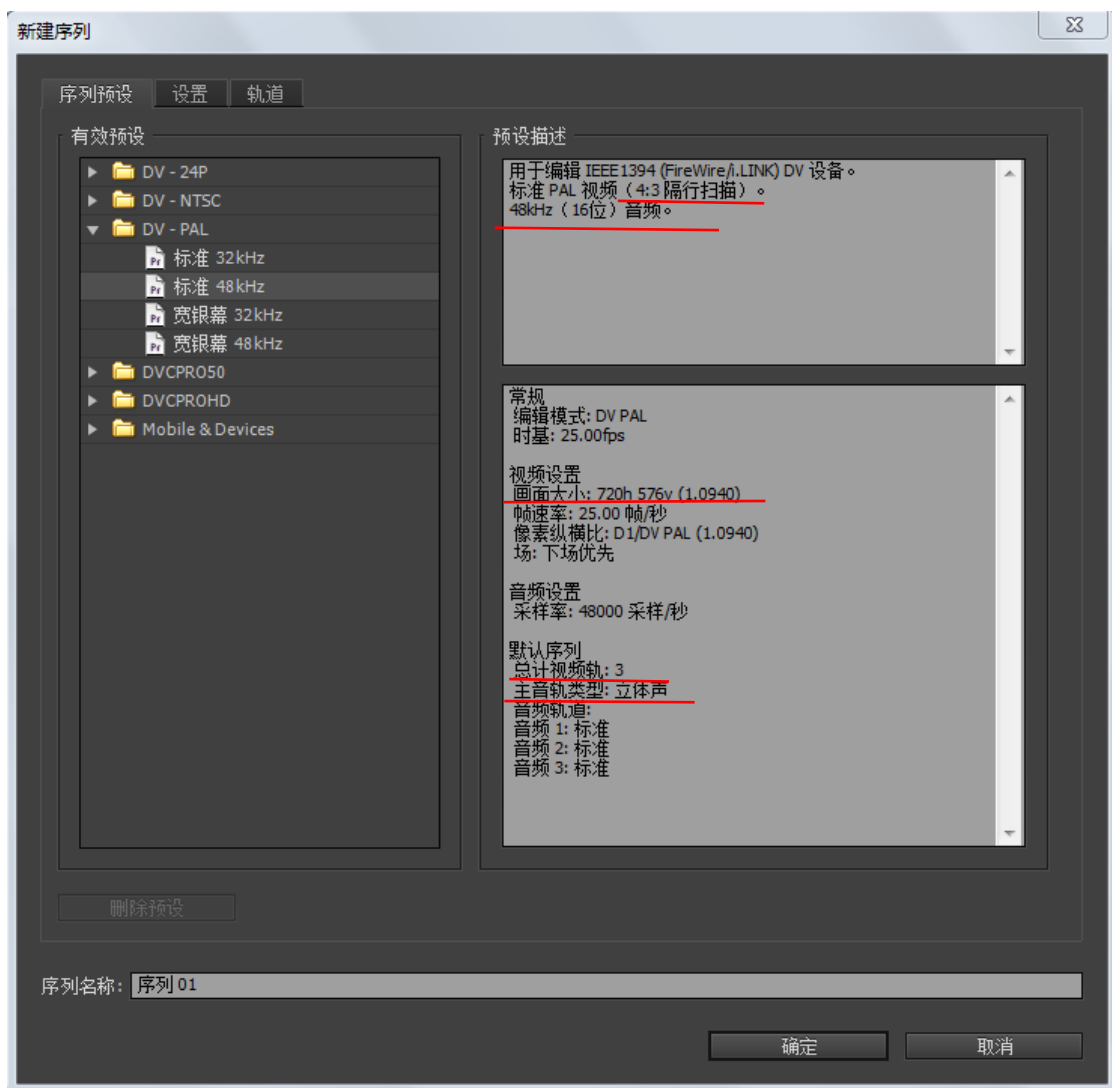 新建序列
序列预设 设置 轨道
有效预设
DV - 24P
DV - NTSC
DV - PAL
标准 32kHz
标准 48kHz
宽银幕 32kHz
宽银幕 48kHz
DVCPRO50
DVCPROHD
Mobile & Devices
预设描述
用于编辑 IEEE1394 (FireWire/i.LINK) DV 设备。
标准 PAL 视频（4:3 隔行扫描）。
48kHz（16位）音频。
常规
编辑模式: DV PAL
时基: 25.00fps
视频设置
画面大小: 720h 576v (1.0940)
帧速率: 25.00 帧/秒
像素纵横比: D1/DV PAL (1.0940)
场: 下场优先
音频设置
采样率: 48000 采样/秒
默认序列
总计视频轨: 3
主音轨类型: 立体声
音频轨道:
音频 1: 标准
音频 2: 标准
音频 3: 标准
删除预设
序列名称: 序列 01
确定 取消